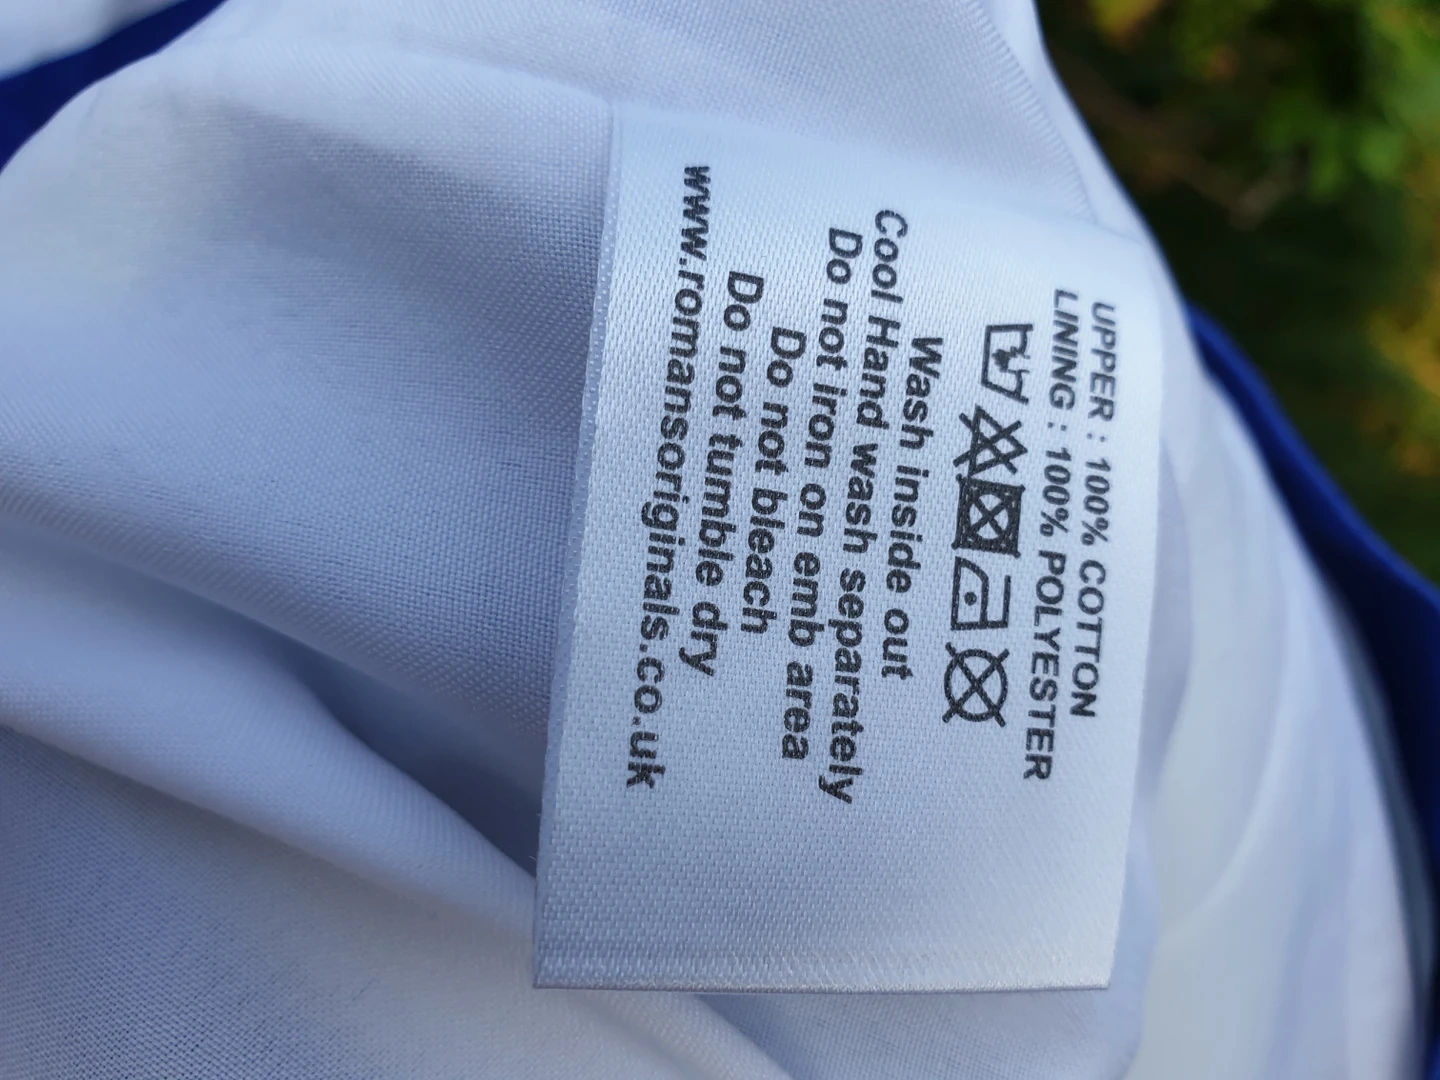 UPPER : 100% COTTON
LINING : 100% POLYESTER
Wash inside out
Cool Hand wash separately
Do not iron on emb area
Do not bleach
Do not tumble dry
www.romansoriginals.co.uk